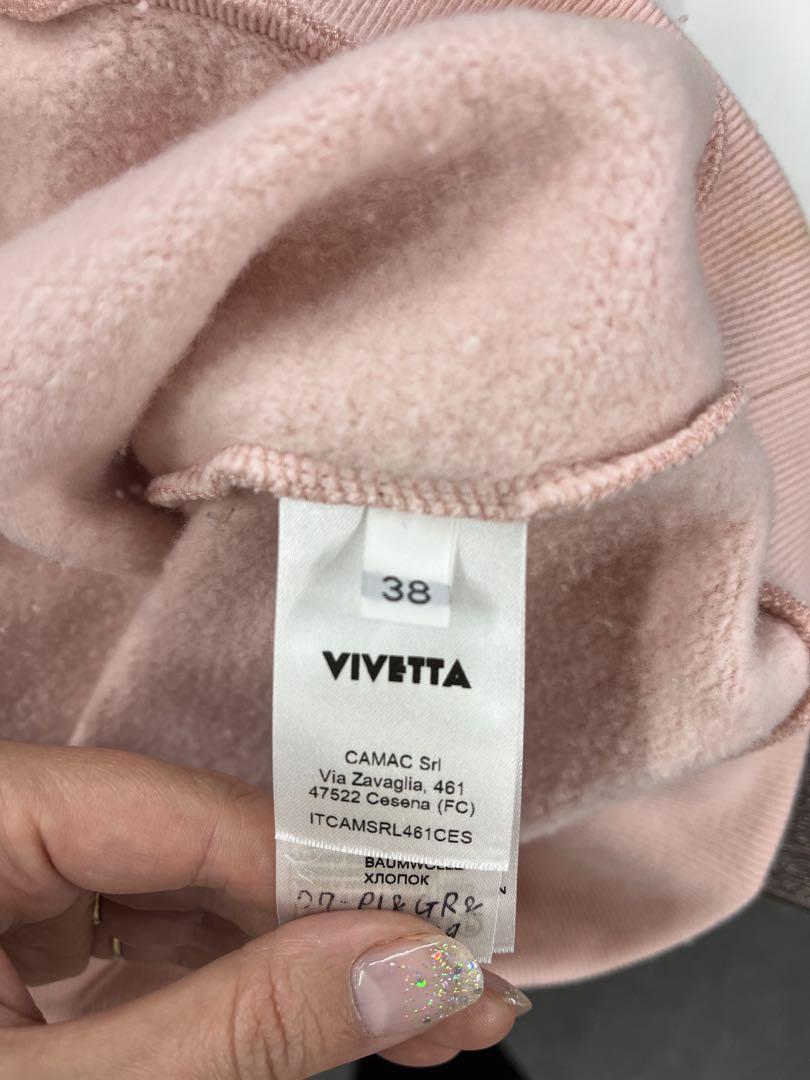 38
VIVETTA
CAMAC Srl
Via Zavaglia, 461
47522 Cesena (FC)
ITCAMSRL461CES
BAUMWOLLE
ХЛОПОК